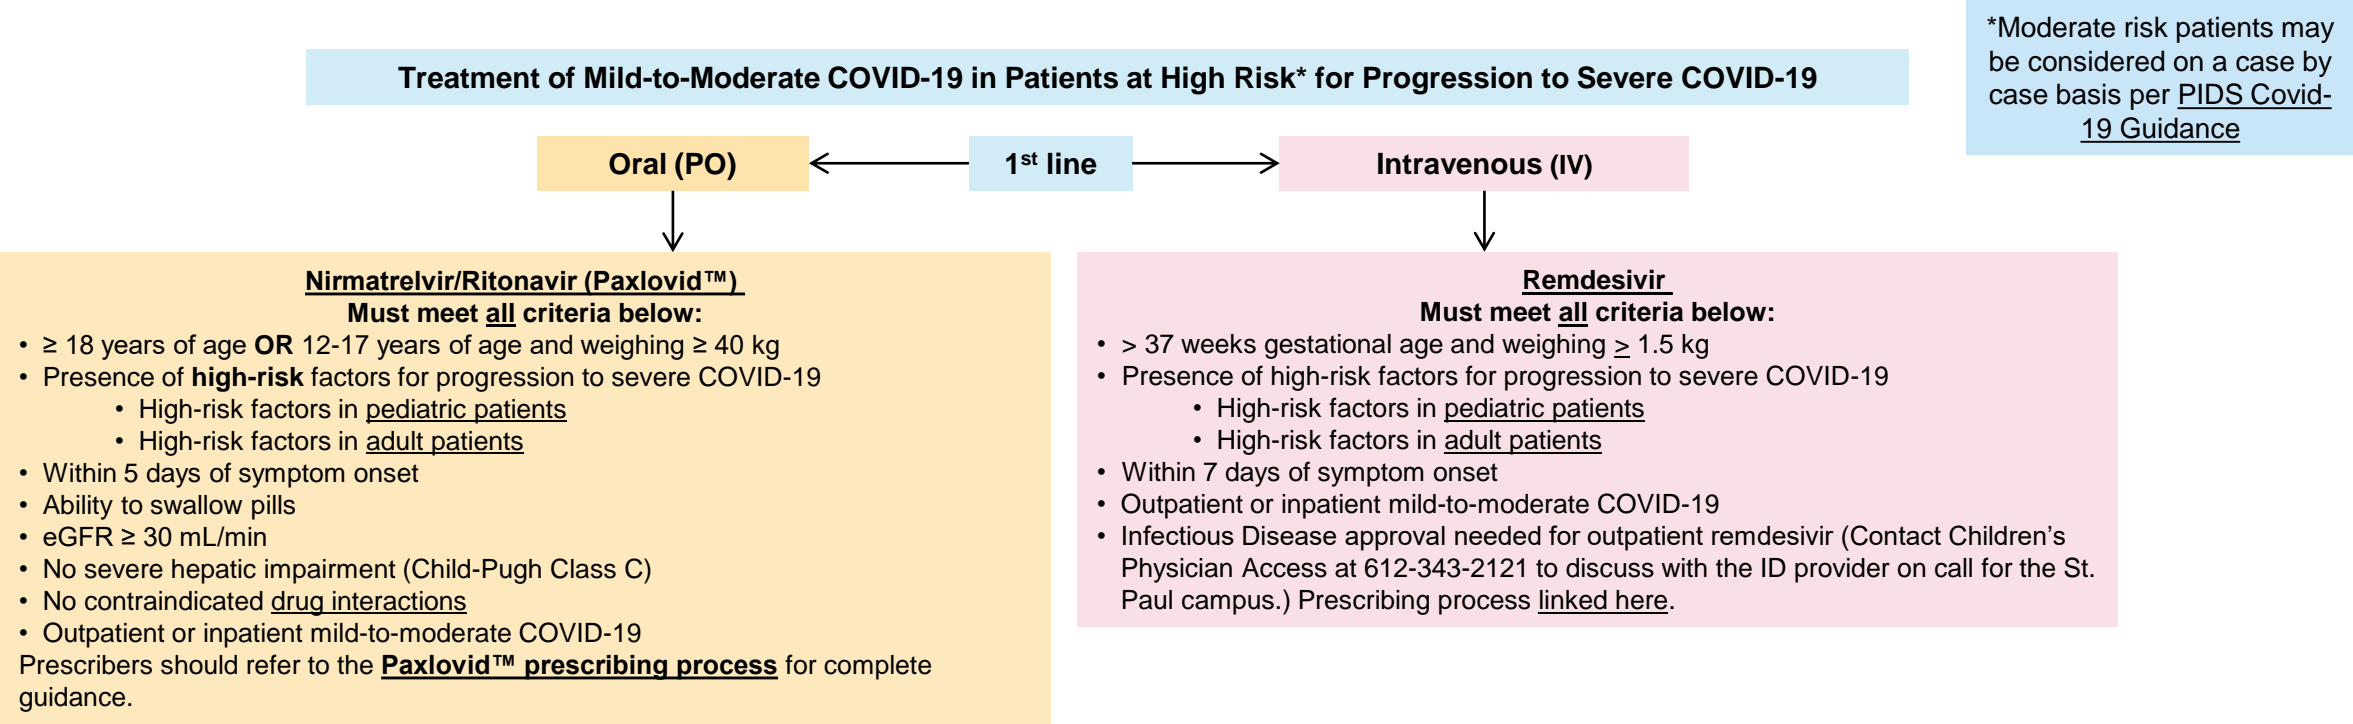 *Moderate risk patients may
be considered on a case by
case basis per PIDS Covid-
19 Guidance
Treatment of Mild-to-Moderate COVID-19 in Patients at High Risk* for Progression to Severe COVID-19
Oral (PO)
1st line
Intravenous (IV)
Nirmatrelvir/Ritonavir (Paxlovid™)
Must meet all criteria below:
• ≥ 18 years of age OR 12-17 years of age and weighing ≥ 40 kg
• Presence of high-risk factors for progression to severe COVID-19
• High-risk factors in pediatric patients
• High-risk factors in adult patients
• Within 5 days of symptom onset
• Ability to swallow pills
• eGFR ≥ 30 mL/min
• No severe hepatic impairment (Child-Pugh Class C)
• No contraindicated drug interactions
• Outpatient or inpatient mild-to-moderate COVID-19
Prescribers should refer to the Paxlovid™ prescribing process for complete
guidance.
Remdesivir
Must meet all criteria below:
• > 37 weeks gestational age and weighing > 1.5 kg
• Presence of high-risk factors for progression to severe COVID-19
• High-risk factors in pediatric patients
• High-risk factors in adult patients
• Within 7 days of symptom onset
• Outpatient or inpatient mild-to-moderate COVID-19
• Infectious Disease approval needed for outpatient remdesivir (Contact Children's
Physician Access at 612-343-2121 to discuss with the ID provider on call for the St.
Paul campus.) Prescribing process linked here.